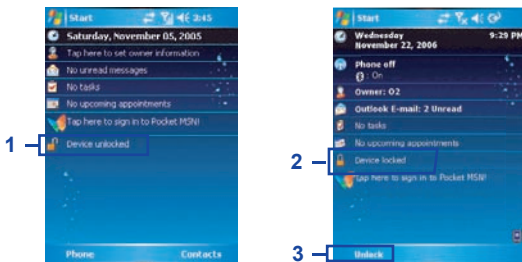 Start 2:45
Saturday, November 05, 2005
Tap here to set owner information
No unread messages
No tasks
No upcoming appointments
Tap here to sign in to Pocket MSN!
1
Device unlocked
Phone Contacts
Start
Wednesday 9:29 PM
November 22, 2006
Phone off
: On
Owner: O2
Outlook E-mail: 2 Unread
No tasks
No upcoming appointments
2
Device locked
Tap here to sign in to Pocket MSN!
3
Unlock